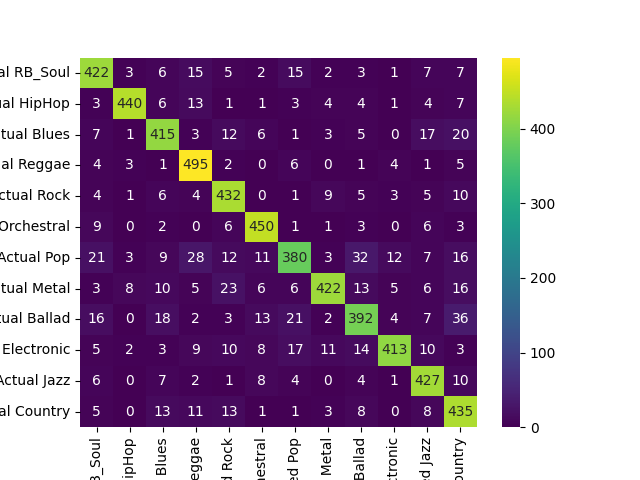 al RB_Soul 422 3 6 15 5 2 15 2 3 1 7 7
ual HipHop 3 440 6 13 1 1 3 4 4 1 4 7
tual Blues 7 1 415 3 12 6 1 3 5 0 17 20
al Reggae 4 3 1 495 2 0 6 0 1 4 1 5
ctual Rock 4 1 6 4 432 0 1 9 5 3 5 10
Orchestral 9 0 2 0 6 450 1 1 3 0 6 3
Actual Pop 21 3 9 28 12 11 380 3 32 12 7 16
tual Metal 3 8 10 5 23 6 6 422 13 5 6 16
tual Ballad 16 0 18 2 3 13 21 2 392 4 7 36
Electronic 5 2 3 9 10 8 17 11 14 413 10 3
Actual Jazz 6 0 7 2 1 8 4 0 4 1 427 10
al Country 5 0 13 11 13 1 1 3 8 0 8 435
B_Soul
ipHop
Blues
eggae
d Rock
hestral
ed Pop
Metal
Ballad
ctronic
ed Jazz
ountry
400
300
200
100
0